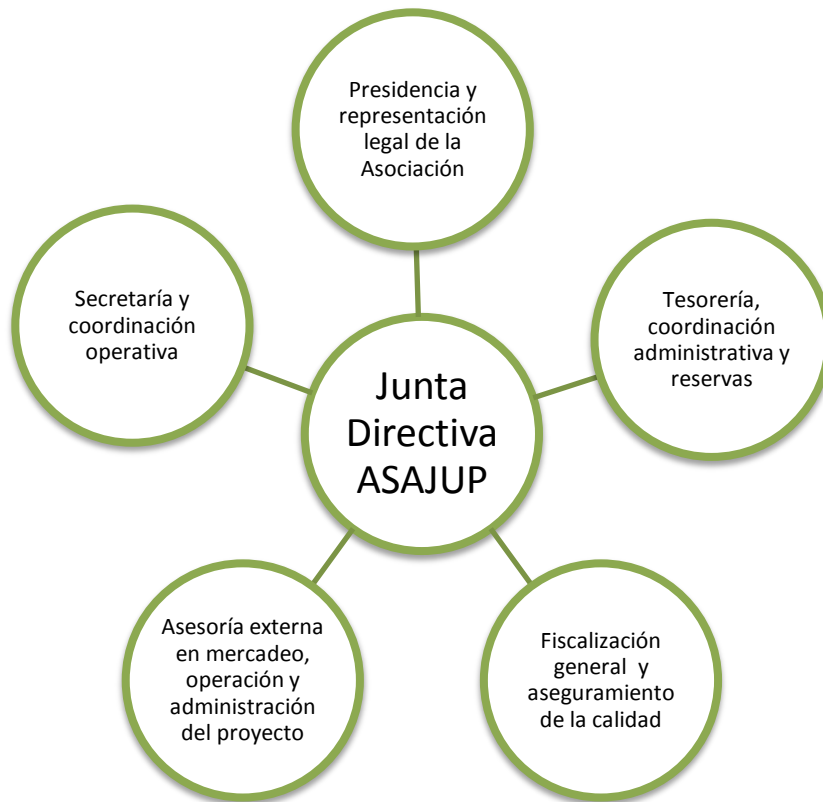 Presidencia y
representación
legal de la
Asociación
Secretaría y
coordinación
operativa
Tesorería,
coordinación
administrativa y
reservas
Junta
Directiva
ASAJUP
Asesoría externa
en mercadeo,
operación y
administración
del proyecto
Fiscalización
general y
aseguramiento
de la calidad